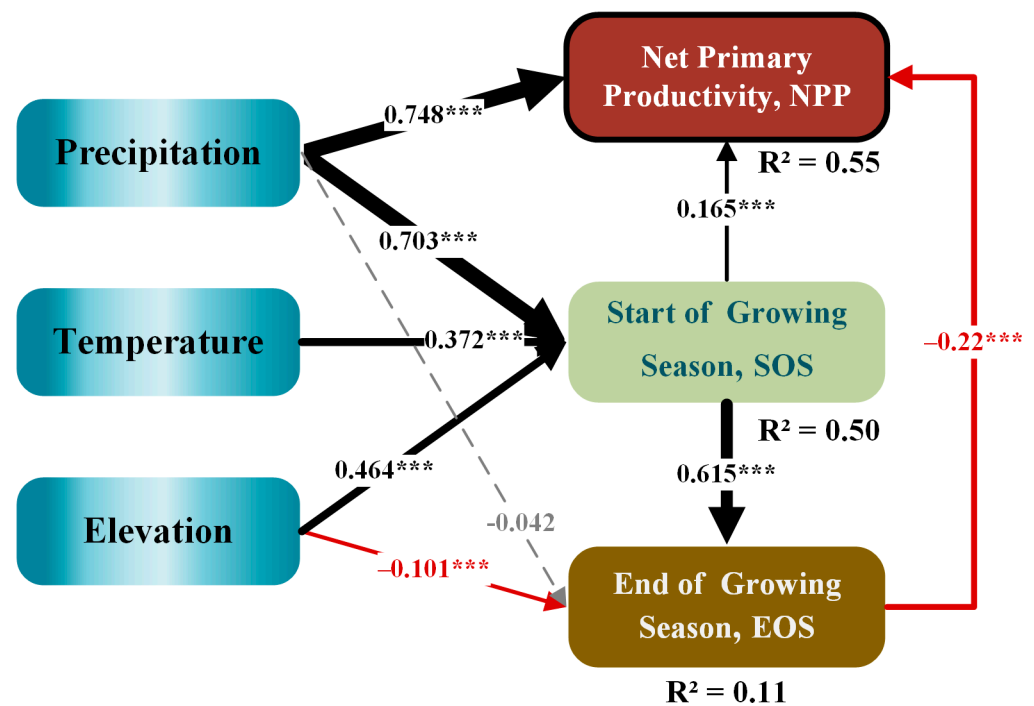 Net Primary
Productivity, NPP
Precipitation
0.748***
R² = 0.55
0.165***
0.703***
Start of Growing
Season, SOS
Temperature
0.372***
–0.22***
R² = 0.50
0.464***
0.615***
Elevation
-0.042
–0.101***
End of Growing
Season, EOS
R² = 0.11